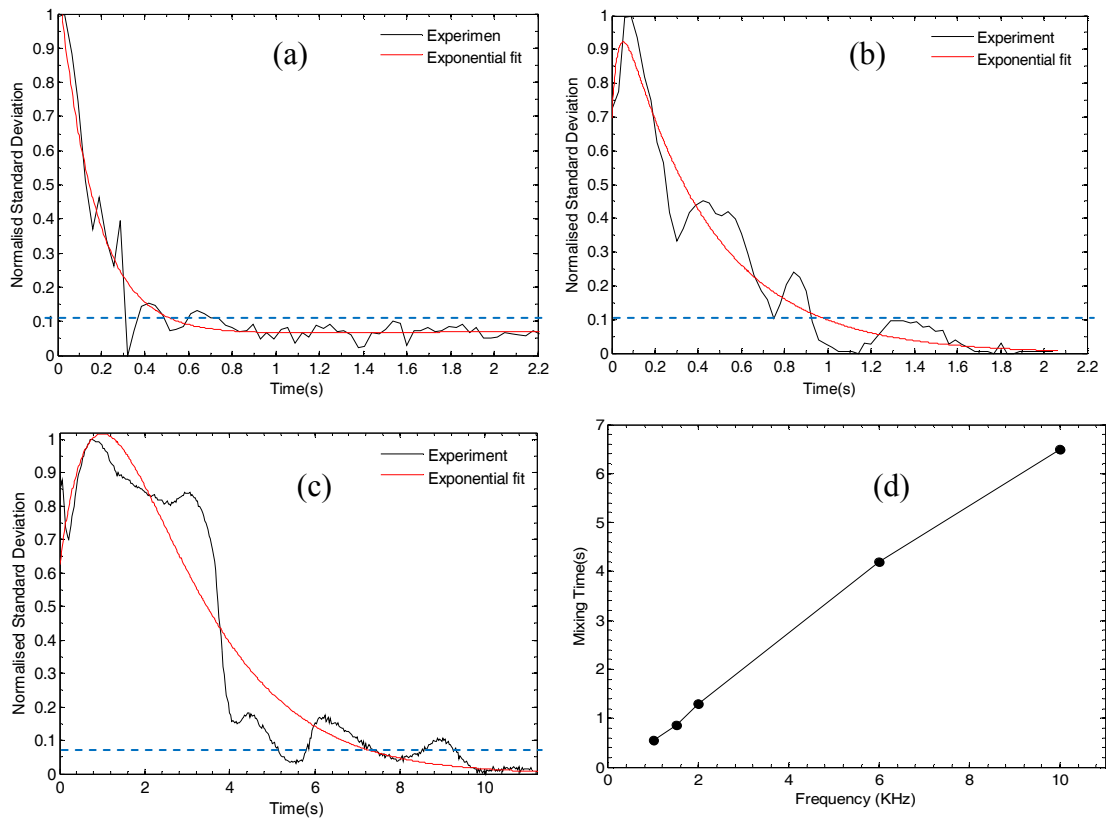 (a)
Experimen
Exponential fit
Normalisd Standard Deviation
1
0.9
0.8
0.7
0.6
0.5
0.4
0.3
0.2
0.1
0
0 0.2 0.4 0.6 0.8 1 1.2 1.4 1.6 1.8 2 2.2
Time(s)
(b)
Experiment
Exponential fit
Normalised Standard Deviation
1
0.9
0.8
0.7
0.6
0.5
0.4
0.3
0.2
0.1
0
0 0.2 0.4 0.6 0.8 1 1.2 1.4 1.6 1.8 2 2.2
Time(s)
(c)
Experiment
Exponential fit
Normalised Standard Deviation
1
0.9
0.8
0.7
0.6
0.5
0.4
0.3
0.2
0.1
0
0 2 4 6 8 10
Time(s)
(d)
Mixing Time(s)
7
6
5
4
3
2
1
0
0 2 4 6 8 10
Frequency (KHz)